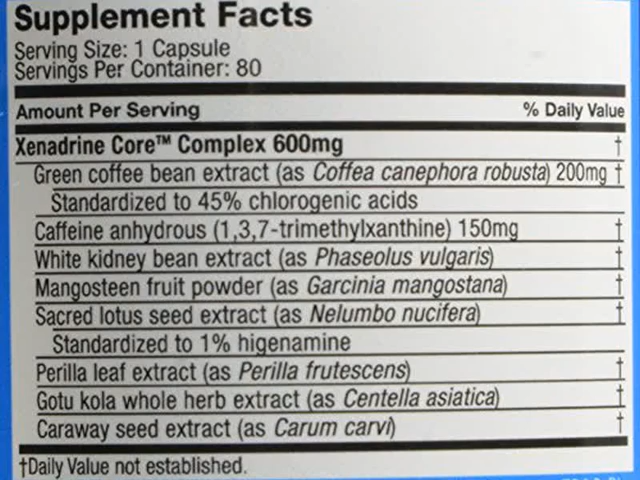 Supplement Facts
Serving Size: 1 Capsule
Servings Per Container: 80
Amount Per Serving % Daily Value
Xenadrine Core™ Complex 600mg †
Green coffee bean extract (as Coffea canephora robusta) 200mg †
Standardized to 45% chlorogenic acids
Caffeine anhydrous (1,3,7-trimethylxanthine) 150mg †
White kidney bean extract (as Phaseolus vulgaris) †
Mangosteen fruit powder (as Garcinia mangostana) †
Sacred lotus seed extract (as Nelumbo nucifera) †
Standardized to 1% higenamine
Perilla leaf extract (as Perilla frutescens) †
Gotu kola whole herb extract (as Centella asiatica) †
Caraway seed extract (as Carum carvi) †
†Daily Value not established.